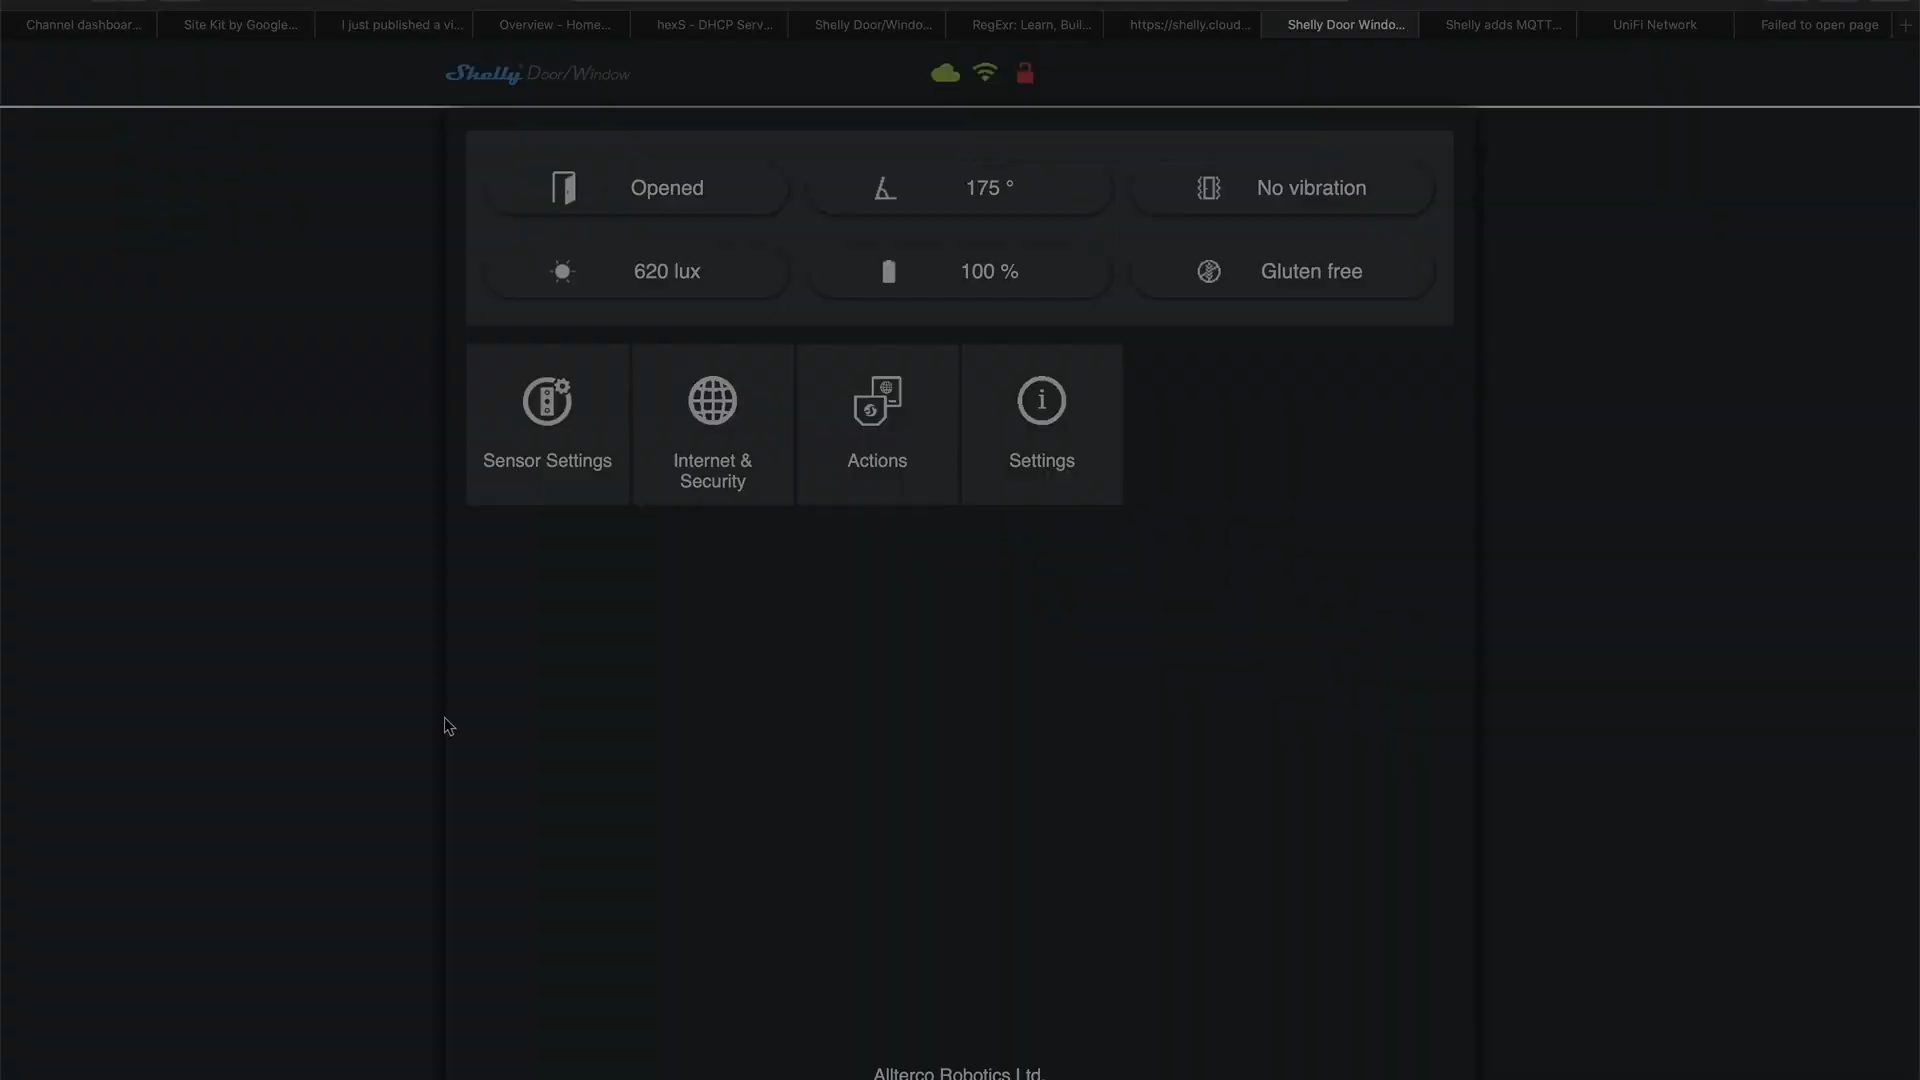 Channel dashboar...
Site Kit by Google...
I just published a vi...
Overview - Home...
hexS - DHCP Serv...
Shelly Door/Windo...
RegExr: Learn, Buil...
https://shelly.cloud...
Shelly Door Windo...
Shelly adds MQTT...
UniFi Network
Failed to open page
Shelly Door/Window
Opened
175 °
No vibration
620 lux
100 %
Gluten free
Sensor Settings
Internet &
Security
Actions
Settings
Allterco Robotics Ltd.